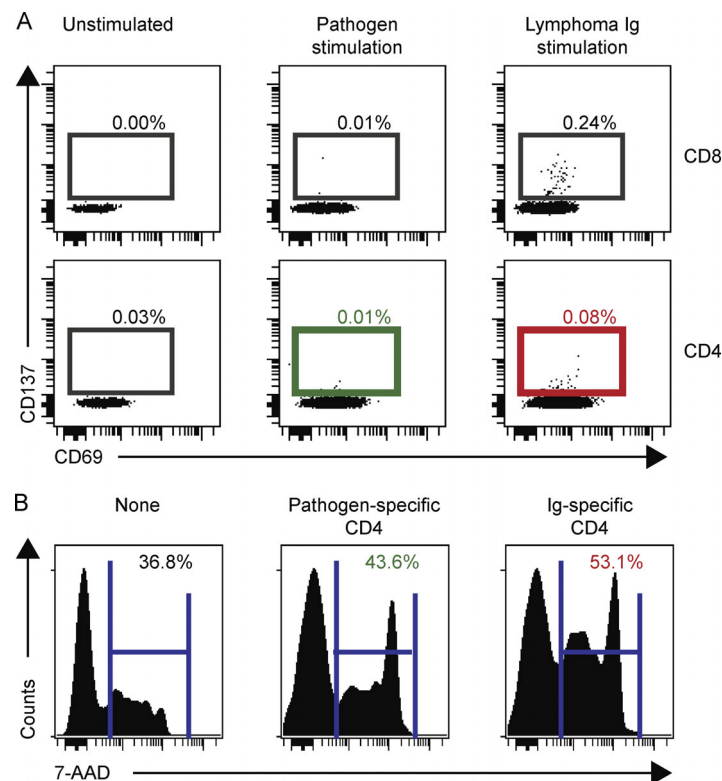 A
Unstimulated
Pathogen
stimulation
Lymphoma Ig
stimulation
0.00%
0.01%
0.24%
CD8
0.03%
0.01%
0.08%
CD4
CD137
CD69
B
None
Pathogen-specific
CD4
Ig-specific
CD4
36.8%
43.6%
53.1%
Counts
7-AAD